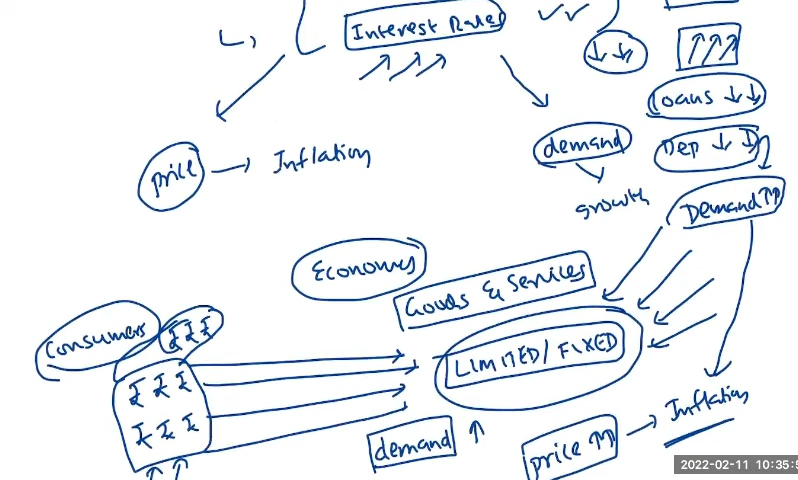 Interest Rates
loans
demand
Dep
price
Inflation
growth
Demand
Economy
Goods & Services
Consumers
₹ ₹ ₹
LIMITED / FIXED
₹ ₹ ₹
₹ ₹ ₹
Inflation
demand
price
2022-02-11 10:35:5